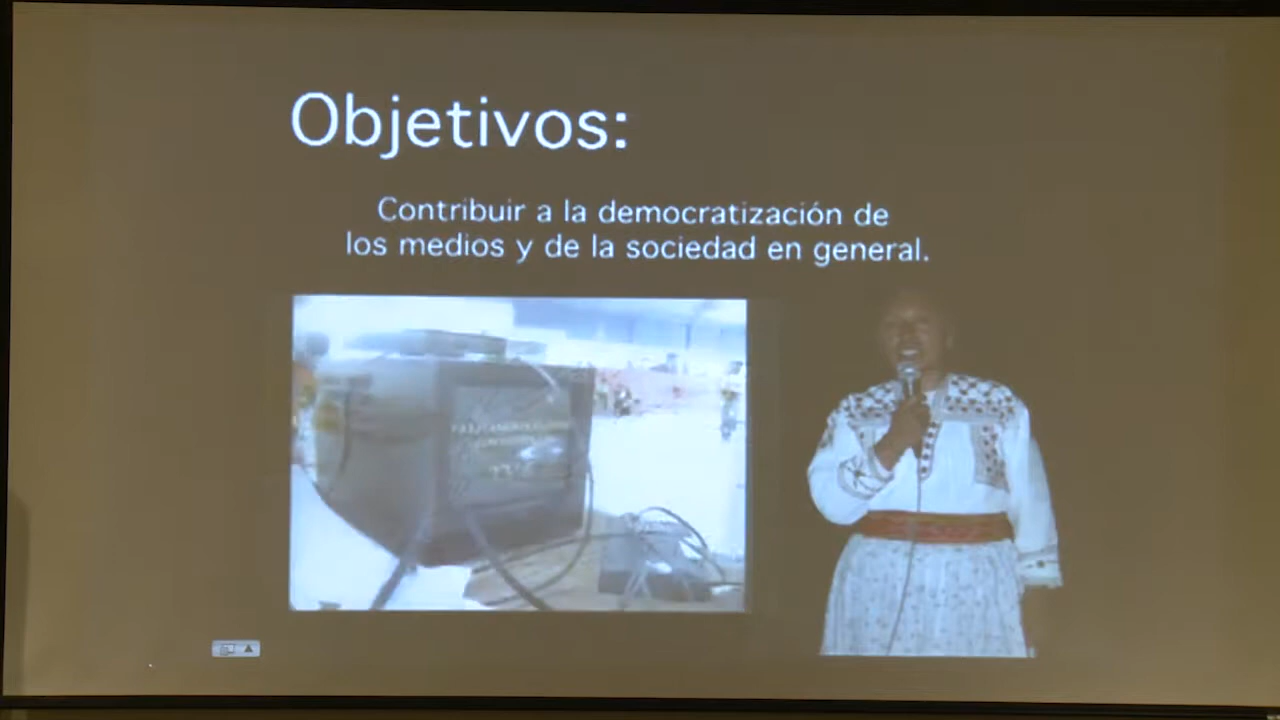 Objetivos:
Contribuir a la democratización de
los medios y de la sociedad en general.